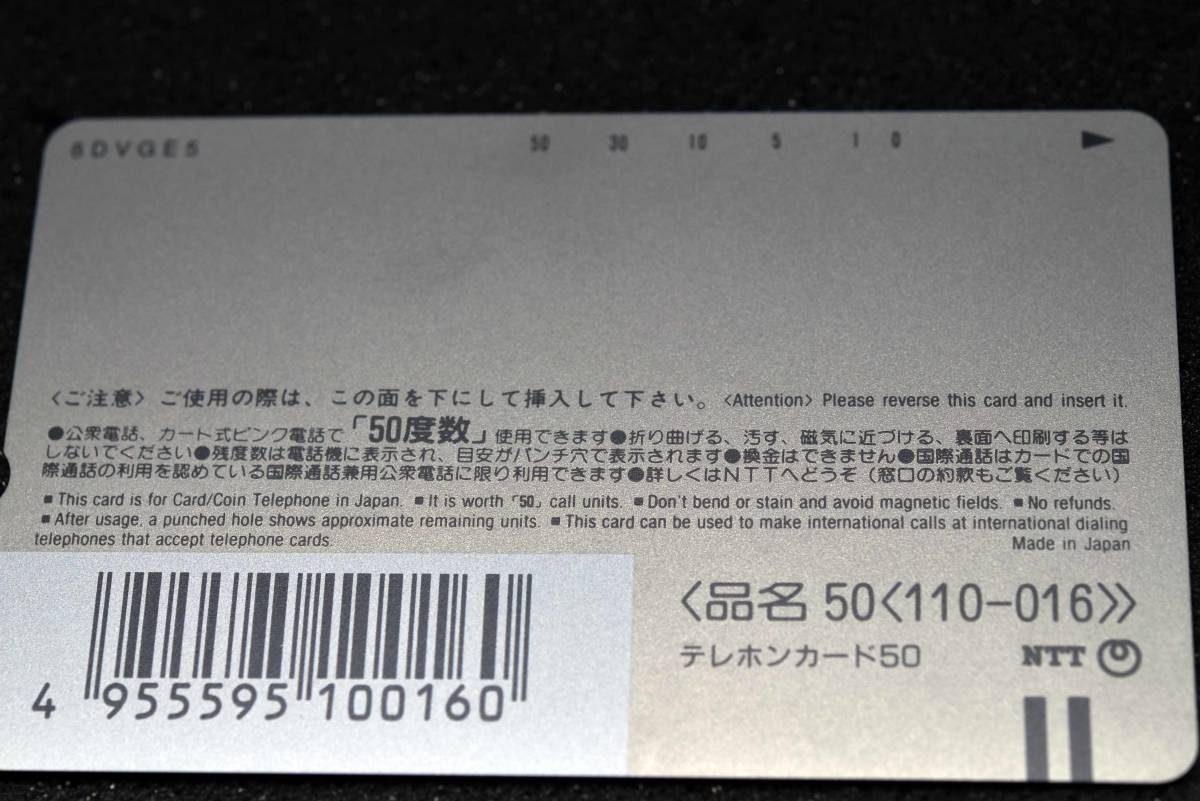 6DVGE5 50 30 10 5 1 0
〈ご注意〉ご使用の際は、この面を下にして挿入して下さい。〈Attention〉Please reverse this card and insert it.
●公衆電話、カード式ピンク電話で「50度数」使用できます●折り曲げる、汚す、磁気に近づける、裏面へ印刷する等は
しないでください●残度数は電話機に表示され、目安がパンチ穴で表示されます●換金はできません●国際通話はカードでの国
際通話の利用を認めている国際通話兼用公衆電話に限り利用できます●詳しくはNTTへどうぞ（窓口の約款もご覧ください）
■This card is for Card/Coin Telephone in Japan. ■It is worth「50」call units. ■Don't bend or stain and avoid magnetic fields. ■No refunds.
■After usage, a punched hole shows approximate remaining units. ■This card can be used to make international calls at international dialing
telephones that accept telephone cards.
Made in Japan
4 955595 100160
〈品名 50〈110-016〉〉
テレホンカード50
NTT